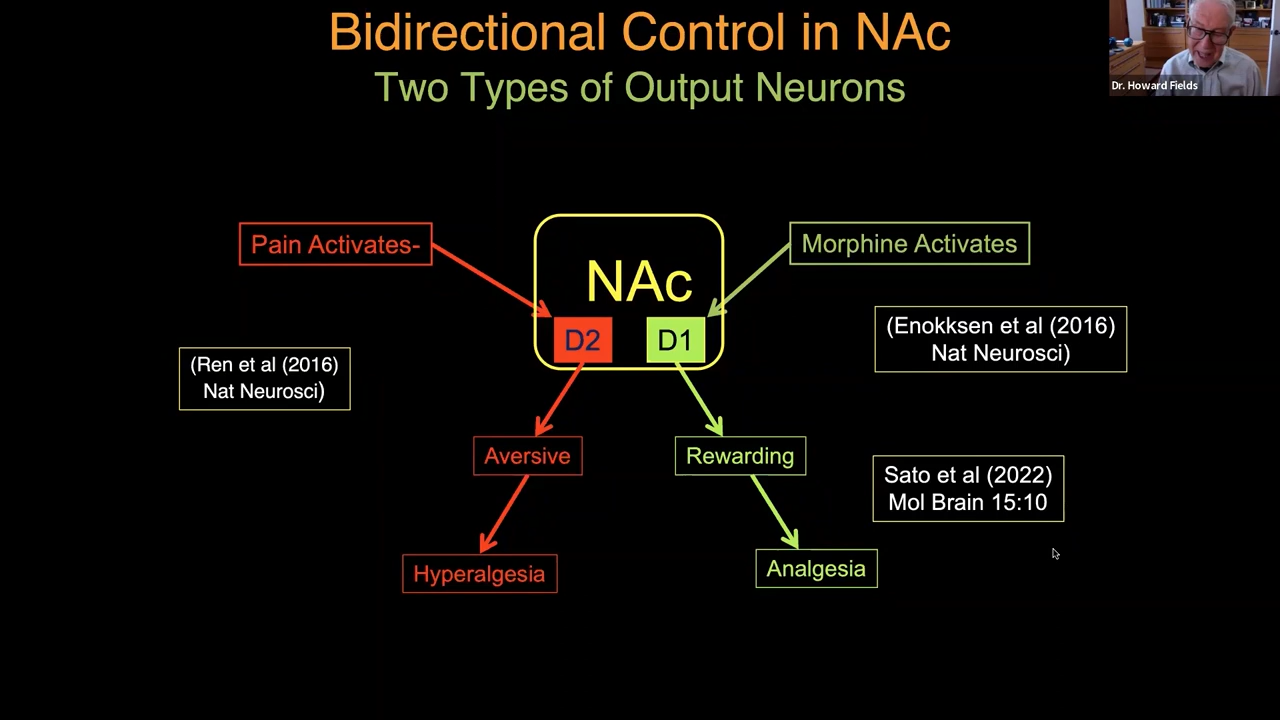 Bidirectional Control in NAc
Two Types of Output Neurons
Dr. Howard Fields
Pain Activates-
NAc
Morphine Activates
D2
D1
(Enokksen et al (2016)
Nat Neurosci)
(Ren et al (2016)
Nat Neurosci)
Aversive
Rewarding
Sato et al (2022)
Mol Brain 15:10
Hyperalgesia
Analgesia